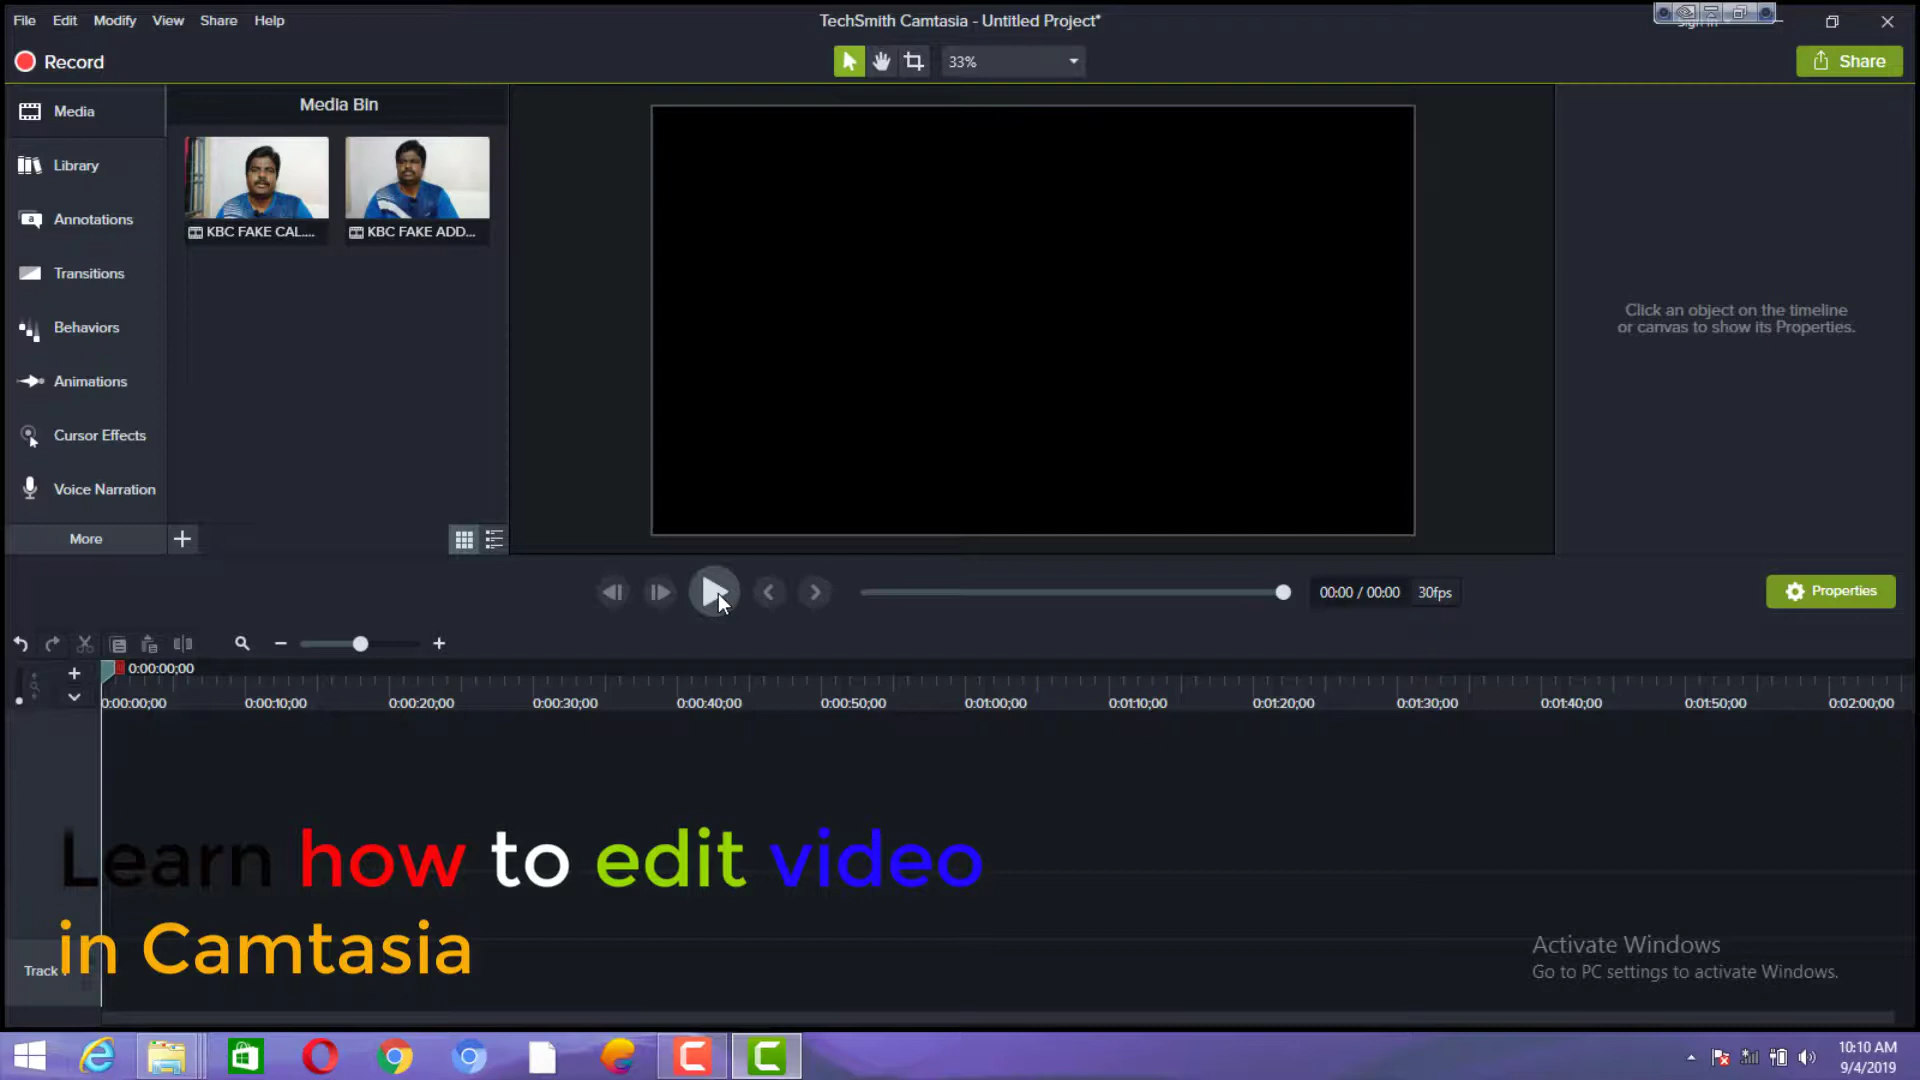 File Edit Modify View Share Help
TechSmith Camtasia - Untitled Project*
Record
33%
Share
Media
Library
Annotations
Transitions
Behaviors
Animations
Cursor Effects
Voice Narration
More
Media Bin
KBC FAKE CAL....
KBC FAKE ADD...
Click an object on the timeline
or canvas to show its Properties.
00:00 / 00:00 30fps
Properties
0:00:00;00
0:00:00;00 0:00:10;00 0:00:20;00 0:00:30;00 0:00:40;00 0:00:50;00 0:01:00;00 0:01:10;00 0:01:20;00 0:01:30;00 0:01:40;00 0:01:50;00 0:02:00;00
Learn how to edit video
in Camtasia
Track
Activate Windows
Go to PC settings to activate Windows.
10:10 AM
9/4/2019